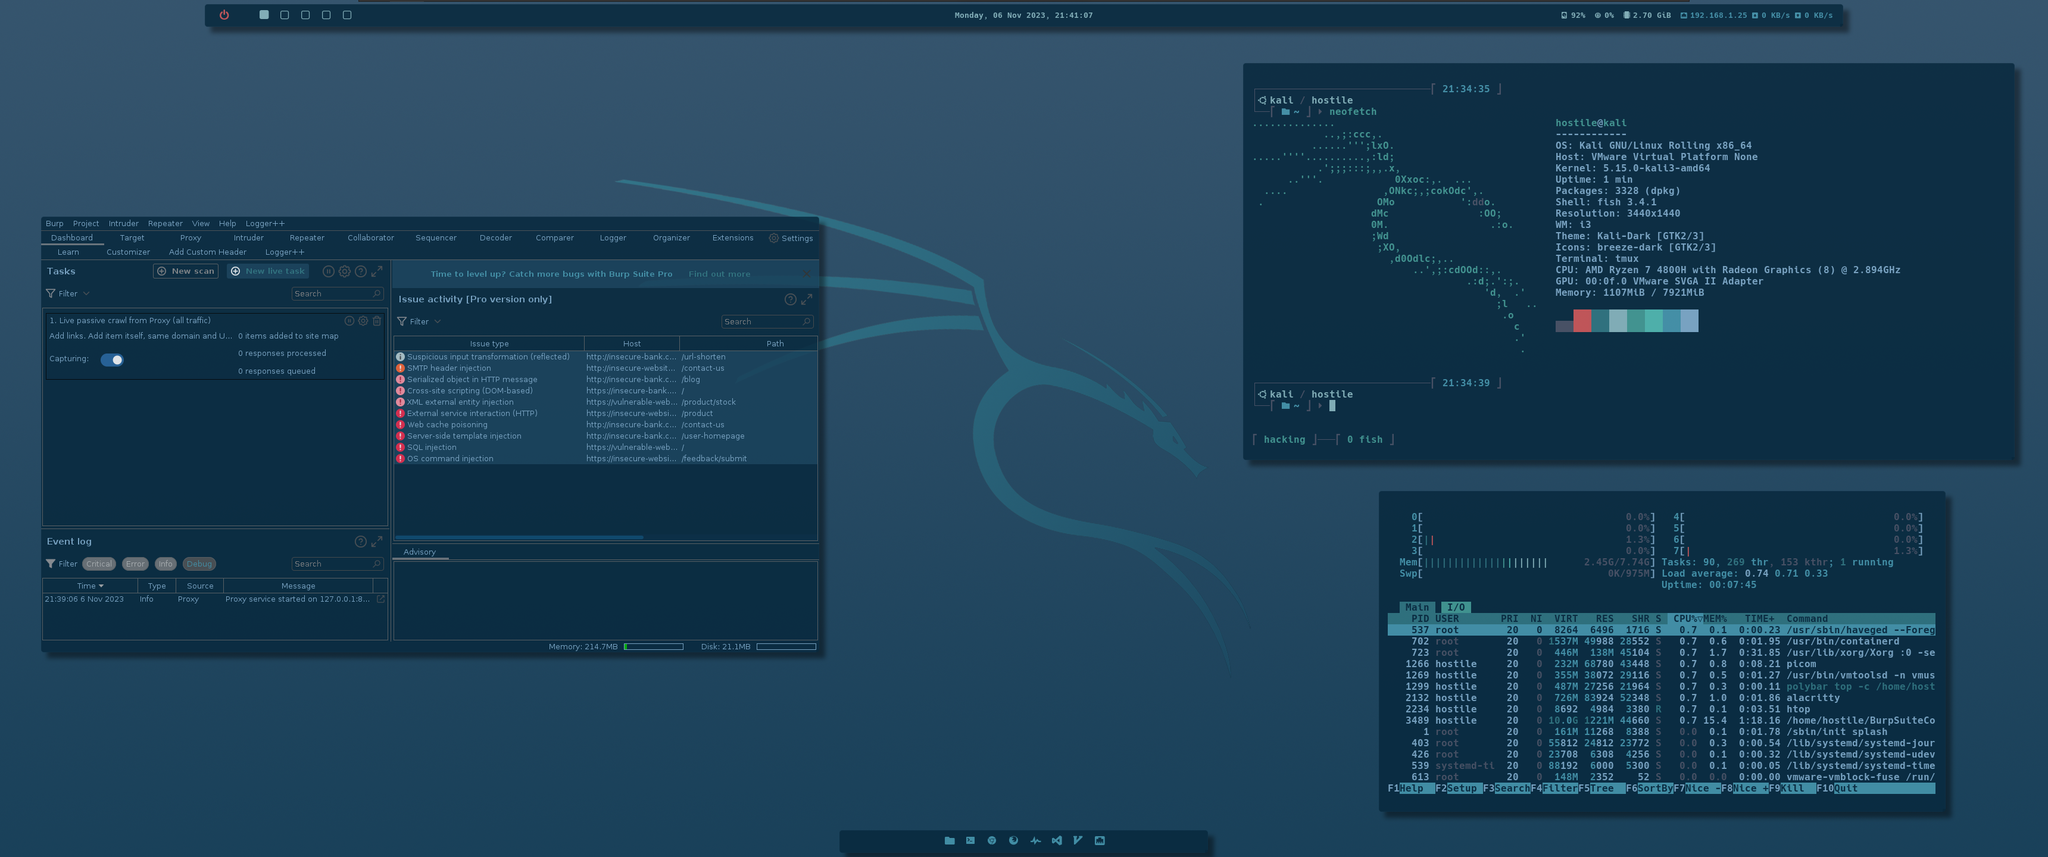 Monday, 06 Nov 2023, 21:41:07
92% 0% 2.70 GiB 192.168.1.25 0 KB/s 0 KB/s
Burp Project Intruder Repeater View Help Logger++
Dashboard Target Proxy Intruder Repeater Collaborator Sequencer Decoder Comparer Logger Organizer Extensions Settings
Learn Customizer Add Custom Header Logger++
Tasks New scan New live task
Filter Search
1. Live passive crawl from Proxy (all traffic)
Add links. Add item itself, same domain and U... 0 items added to site map
Capturing: 0 responses processed
0 responses queued
Time to level up? Catch more bugs with Burp Suite Pro Find out more
Issue activity [Pro version only]
Filter Search
Issue type Host Path
Suspicious input transformation (reflected) http://insecure-bank.c... /url-shorten
SMTP header injection http://insecure-websit... /contact-us
Serialized object in HTTP message http://insecure-bank.c... /blog
Cross-site scripting (DOM-based) https://insecure-bank.... /
XML external entity injection https://vulnerable-web... /product/stock
External service interaction (HTTP) https://insecure-websi... /product
Web cache poisoning http://insecure-bank.c... /contact-us
Server-side template injection http://insecure-bank.c... /user-homepage
SQL injection https://vulnerable-web... /
OS command injection https://insecure-websi... /feedback/submit
Advisory
Event log
Filter Critical Error Info Debug Search
Time Type Source Message
21:39:06 6 Nov 2023 Info Proxy Proxy service started on 127.0.0.1:8...
Memory: 214.7MB Disk: 21.1MB
21:34:35
kali / hostile
~ neofetch
hostile@kali
------------
OS: Kali GNU/Linux Rolling x86_64
Host: VMware Virtual Platform None
Kernel: 5.15.0-kali3-amd64
Uptime: 1 min
Packages: 3328 (dpkg)
Shell: fish 3.4.1
Resolution: 3440x1440
WM: i3
Theme: Kali-Dark [GTK2/3]
Icons: breeze-dark [GTK2/3]
Terminal: tmux
CPU: AMD Ryzen 7 4800H with Radeon Graphics (8) @ 2.894GHz
GPU: 00:0f.0 VMware SVGA II Adapter
Memory: 1107MiB / 7921MiB
21:34:39
kali / hostile
~
hacking 0 fish
0[ 0.0%] 4[ 0.0%]
1[ 0.0%] 5[ 0.0%]
2[|| 1.3%] 6[ 0.0%]
3[ 0.0%] 7[| 1.3%]
Mem[||||||||||||||||||||| 2.45G/7.74G] Tasks: 90, 269 thr, 153 kthr; 1 running
Swp[ 0K/975M] Load average: 0.74 0.71 0.33
Uptime: 00:07:45
Main I/O
PID USER PRI NI VIRT RES SHR S CPU%▽MEM% TIME+ Command
537 root 20 0 8264 6496 1716 S 0.7 0.1 0:00.23 /usr/sbin/haveged --Foreg
702 root 20 0 1537M 49988 28552 S 0.7 0.6 0:01.95 /usr/bin/containerd
723 root 20 0 446M 138M 45104 S 0.7 1.7 0:31.85 /usr/lib/xorg/Xorg :0 -se
1266 hostile 20 0 232M 68780 43448 S 0.7 0.8 0:08.21 picom
1269 hostile 20 0 355M 38072 29116 S 0.7 0.5 0:01.27 /usr/bin/vmtoolsd -n vmus
1299 hostile 20 0 487M 27256 21964 S 0.7 0.3 0:00.11 polybar top -c /home/host
2132 hostile 20 0 726M 83924 52348 S 0.7 1.0 0:01.86 alacritty
2234 hostile 20 0 8692 4984 3380 R 0.7 0.1 0:03.51 htop
3489 hostile 20 0 10.0G 1221M 44660 S 0.7 15.4 1:18.16 /home/hostile/BurpSuiteCo
1 root 20 0 161M 11268 8388 S 0.0 0.1 0:01.78 /sbin/init splash
403 root 20 0 55812 24812 23772 S 0.0 0.3 0:00.54 /lib/systemd/systemd-jour
426 root 20 0 23708 6308 4256 S 0.0 0.1 0:00.32 /lib/systemd/systemd-udev
539 systemd-ti 20 0 88192 6000 5300 S 0.0 0.1 0:00.05 /lib/systemd/systemd-time
613 root 20 0 148M 2352 52 S 0.0 0.0 0:00.00 vmware-vmblock-fuse /run/
F1Help F2Setup F3SearchF4FilterF5Tree F6SortByF7Nice -F8Nice +F9Kill F10Quit